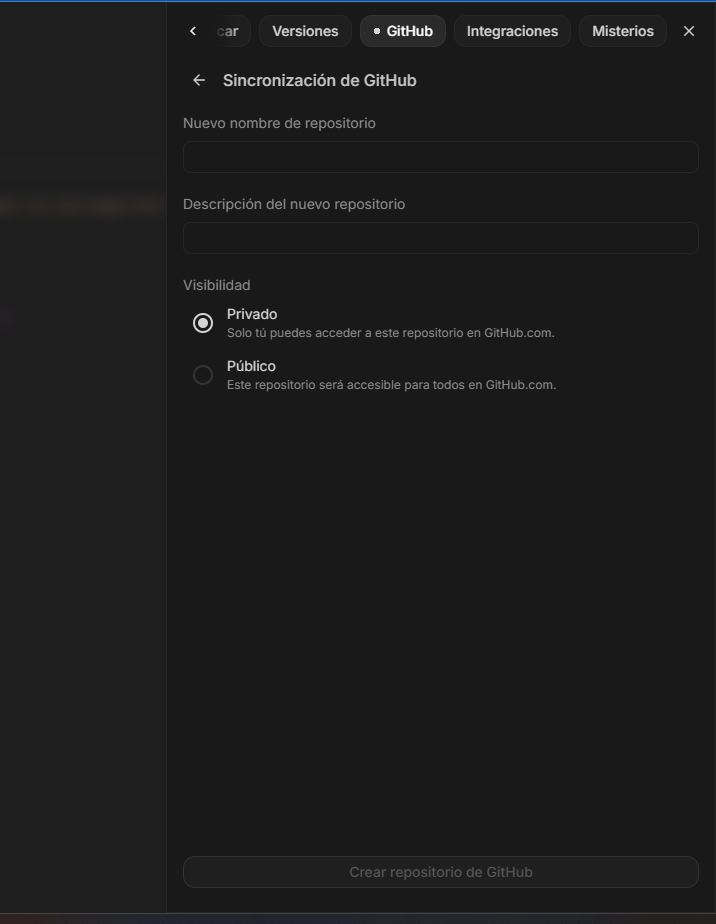 car
Versiones
GitHub
Integraciones
Misterios
Sincronización de GitHub
Nuevo nombre de repositorio
Descripción del nuevo repositorio
Visibilidad
Privado
Solo tú puedes acceder a este repositorio en GitHub.com.
Público
Este repositorio será accesible para todos en GitHub.com.
Crear repositorio de GitHub